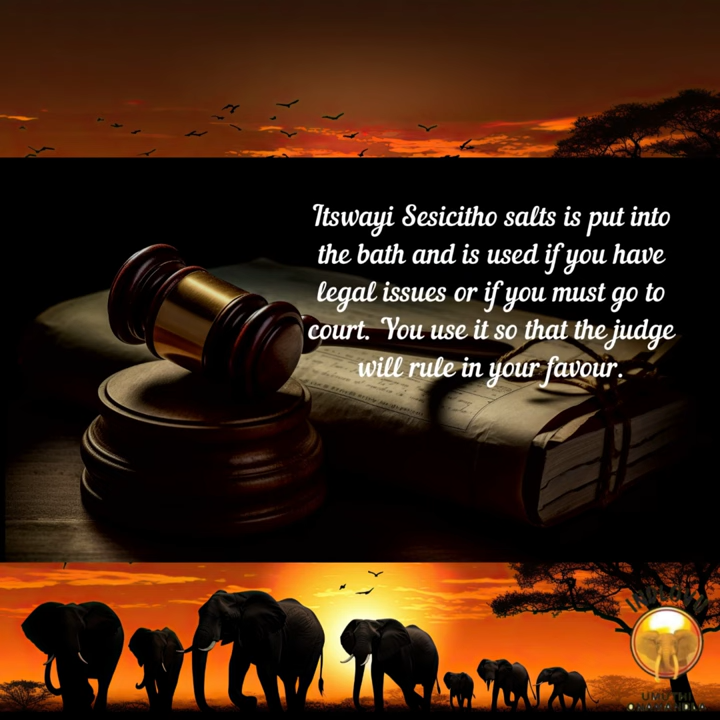 Itswayi Sesicitho salts is put into
the bath and is used if you have
legal issues or if you must go to
court. You use it so that the judge
will rule in your favour.